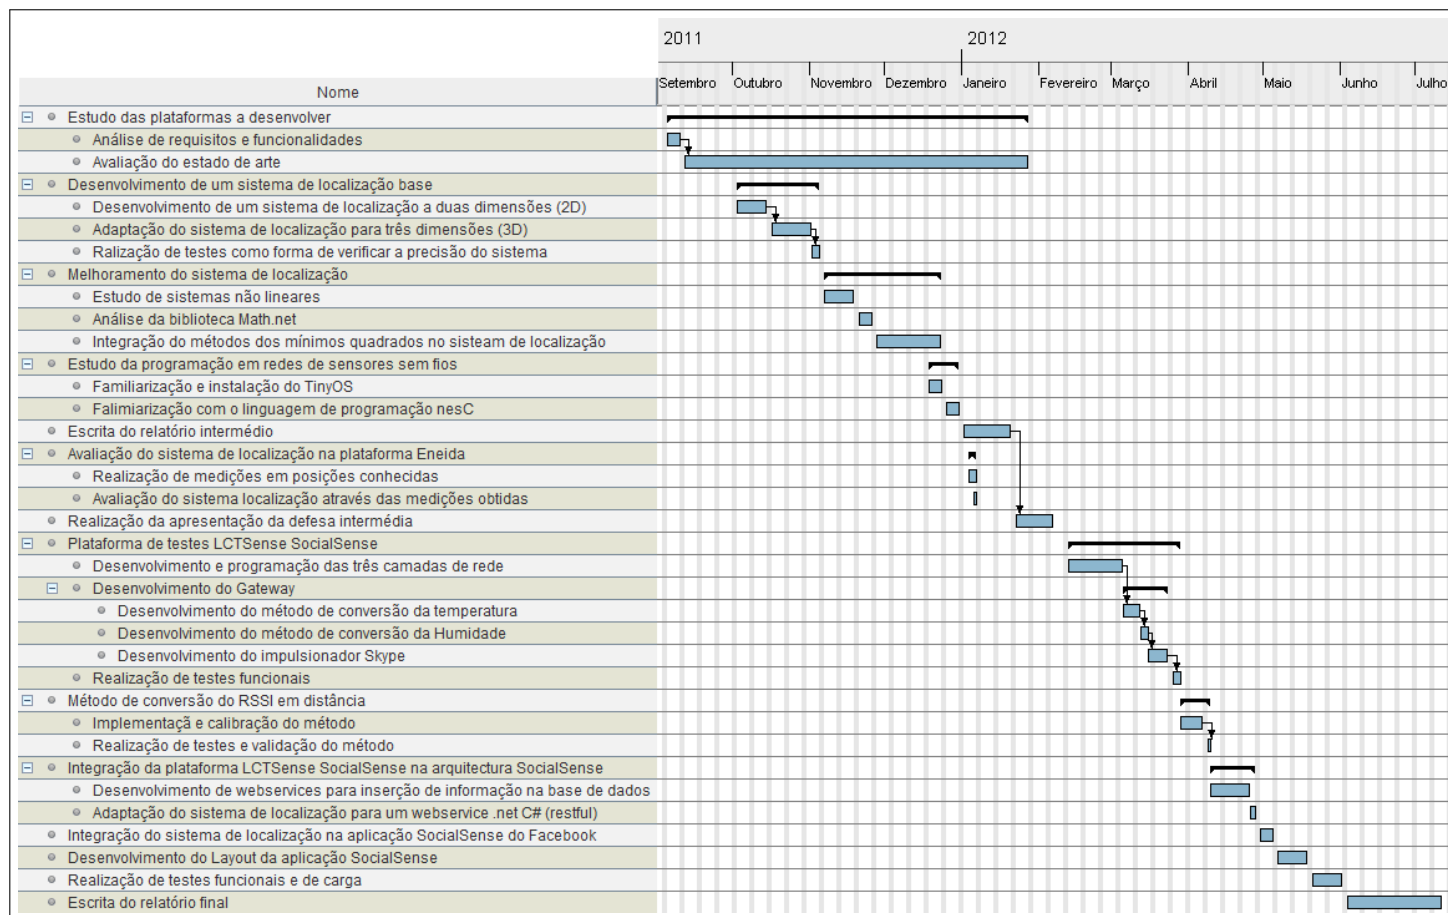 2011 2012
Nome
Setembro Outubro Novembro Dezembro Janeiro Fevereiro Março Abril Maio Junho Julho
Estudo das plataformas a desenvolver
Análise de requisitos e funcionalidades
Avaliação do estado de arte
Desenvolvimento de um sistema de localização base
Desenvolvimento de um sistema de localização a duas dimensões (2D)
Adaptação do sistema de localização para três dimensões (3D)
Ralização de testes como forma de verificar a precisão do sistema
Melhoramento do sistema de localização
Estudo de sistemas não lineares
Análise da biblioteca Math.net
Integração do métodos dos mínimos quadrados no sisteam de localização
Estudo da programação em redes de sensores sem fios
Familiarização e instalação do TinyOS
Falimiarização com o linguagem de programação nesC
Escrita do relatório intermédio
Avaliação do sistema de localização na plataforma Eneida
Realização de medições em posições conhecidas
Avaliação do sistema localização através das medições obtidas
Realização da apresentação da defesa intermédia
Plataforma de testes LCTSense SocialSense
Desenvolvimento e programação das três camadas de rede
Desenvolvimento do Gateway
Desenvolvimento do método de conversão da temperatura
Desenvolvimento do método de conversão da Humidade
Desenvolvimento do impulsionador Skype
Realização de testes funcionais
Método de conversão do RSSI em distância
Implementaçã e calibração do método
Realização de testes e validação do método
Integração da plataforma LCTSense SocialSense na arquitectura SocialSense
Desenvolvimento de webservices para inserção de informação na base de dados
Adaptação do sistema de localização para um webservice .net C# (restful)
Integração do sistema de localização na aplicação SocialSense do Facebook
Desenvolvimento do Layout da aplicação SocialSense
Realização de testes funcionais e de carga
Escrita do relatório final